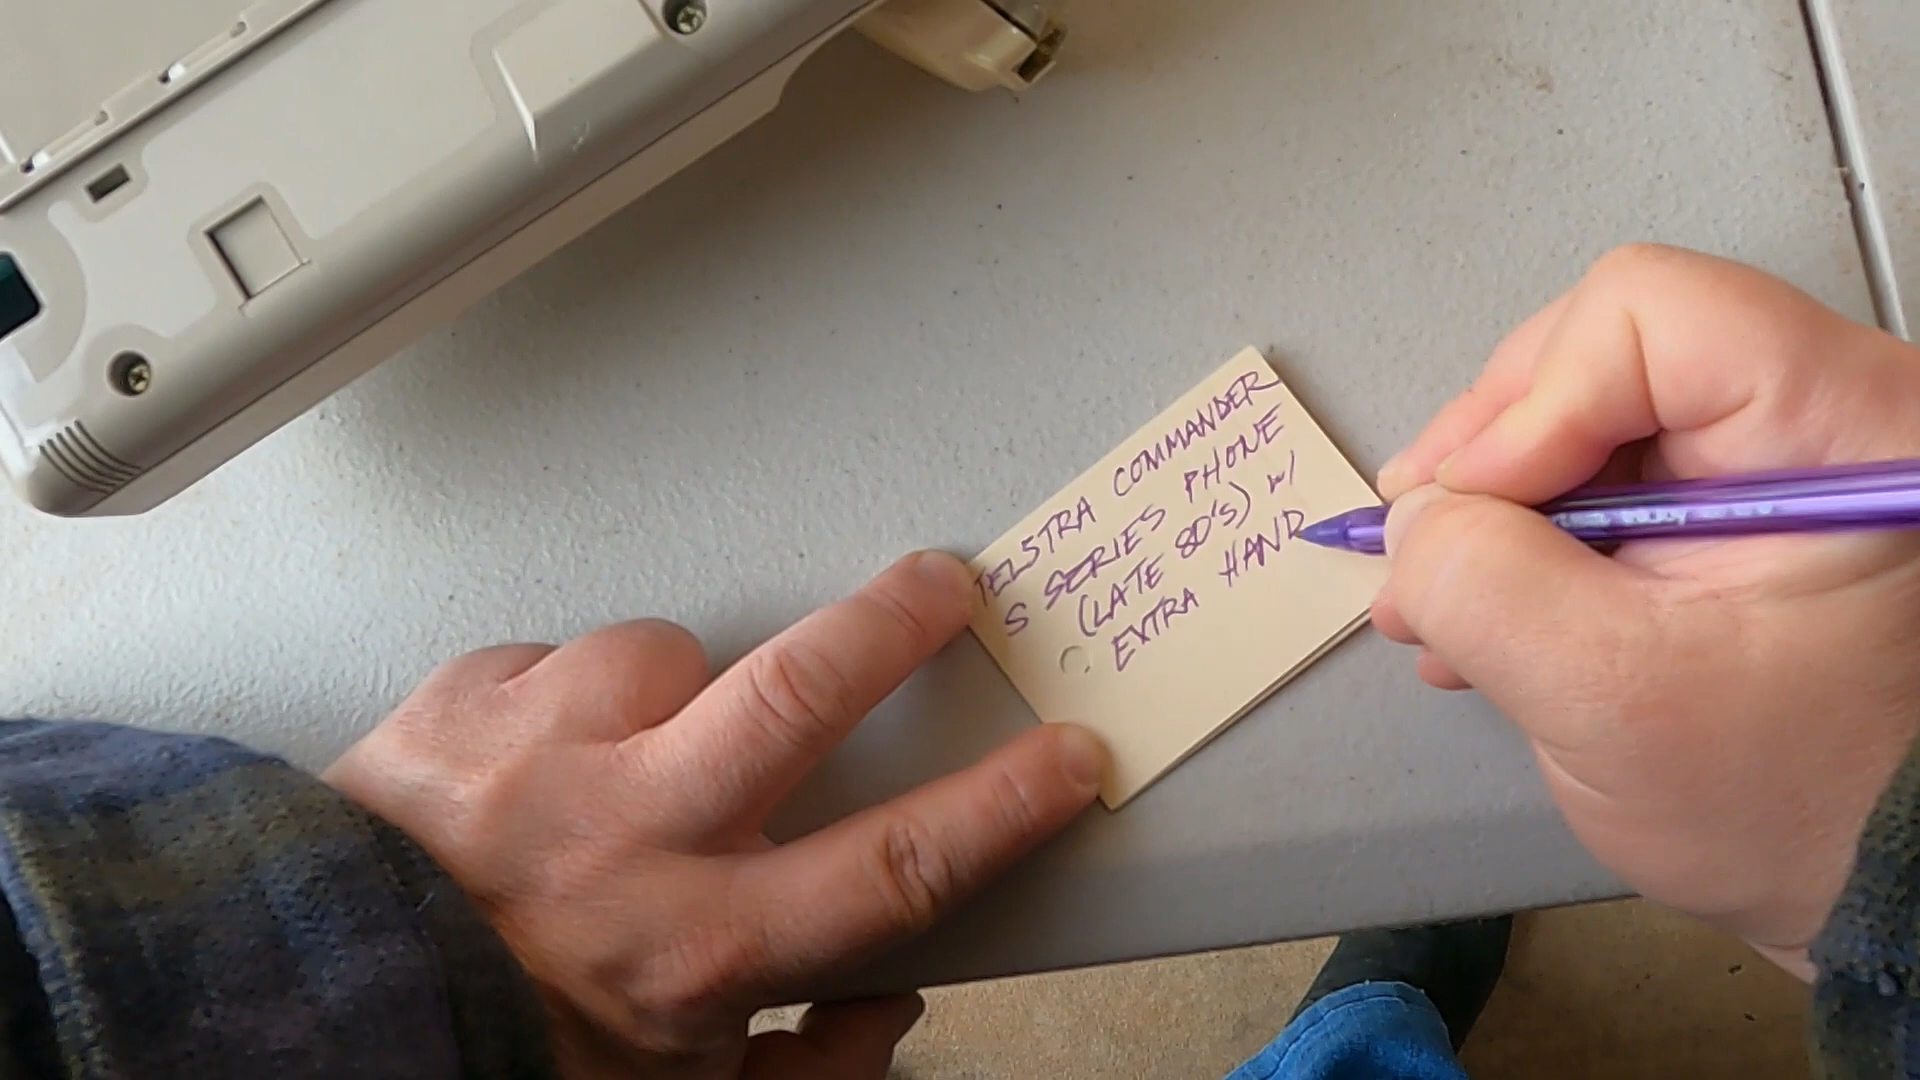 TELSTRA COMMANDER
S SERIES PHONE
(LATE 80'S) w/
EXTRA HAND